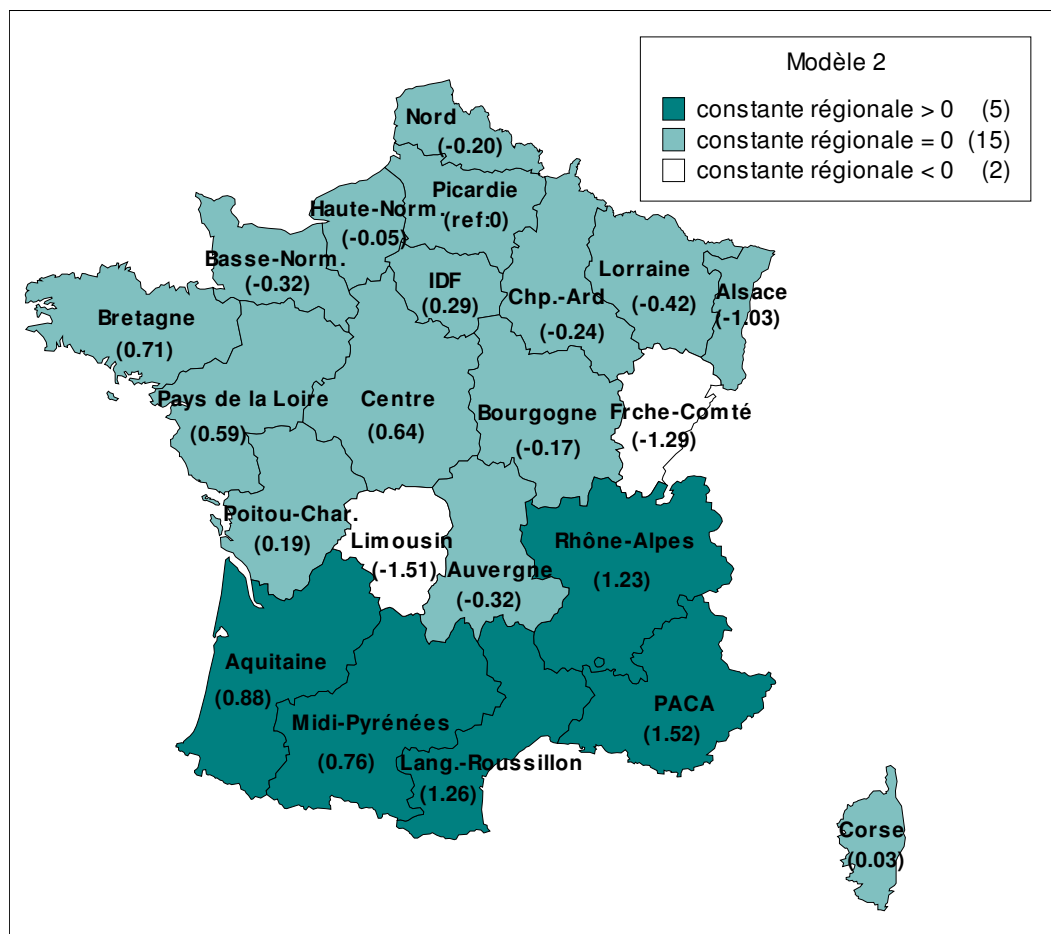 Modèle 2
constante régionale > 0 (5)
constante régionale = 0 (15)
constante régionale < 0 (2)
Nord
(-0.20)
Picardie
(ref:0)
Haute-Norm.
(-0.05)
Basse-Norm.
(-0.32)
IDF
(0.29)
Chp.-Ard
(-0.24)
Lorraine
(-0.42)
Alsace
(-1.03)
Bretagne
(0.71)
Pays de la Loire
(0.59)
Centre
(0.64)
Bourgogne
(-0.17)
Frche-Comté
(-1.29)
Poitou-Char.
(0.19)
Limousin
(-1.51)
Auvergne
(-0.32)
Rhône-Alpes
(1.23)
Aquitaine
(0.88)
Midi-Pyrénées
(0.76)
Lang.-Roussillon
(1.26)
PACA
(1.52)
Corse
(0.03)